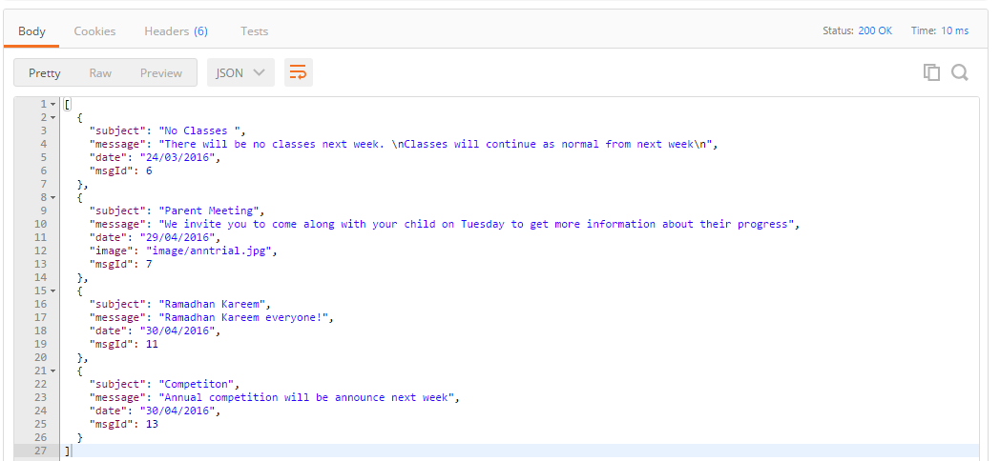 Body Cookies Headers (6) Tests Status: 200 OK Time: 10 ms
Pretty Raw Preview JSON
1 [
2 {
3 "subject": "No Classes ",
4 "message": "There will be no classes next week. \nClasses will continue as normal from next week\n",
5 "date": "24/03/2016",
6 "msgId": 6
7 },
8 {
9 "subject": "Parent Meeting",
10 "message": "We invite you to come along with your child on Tuesday to get more information about their progress",
11 "date": "29/04/2016",
12 "image": "image/anntrial.jpg",
13 "msgId": 7
14 },
15 {
16 "subject": "Ramadhan Kareem",
17 "message": "Ramadhan Kareem everyone!",
18 "date": "30/04/2016",
19 "msgId": 11
20 },
21 {
22 "subject": "Competiton",
23 "message": "Annual competition will be announce next week",
24 "date": "30/04/2016",
25 "msgId": 13
26 }
27 ]